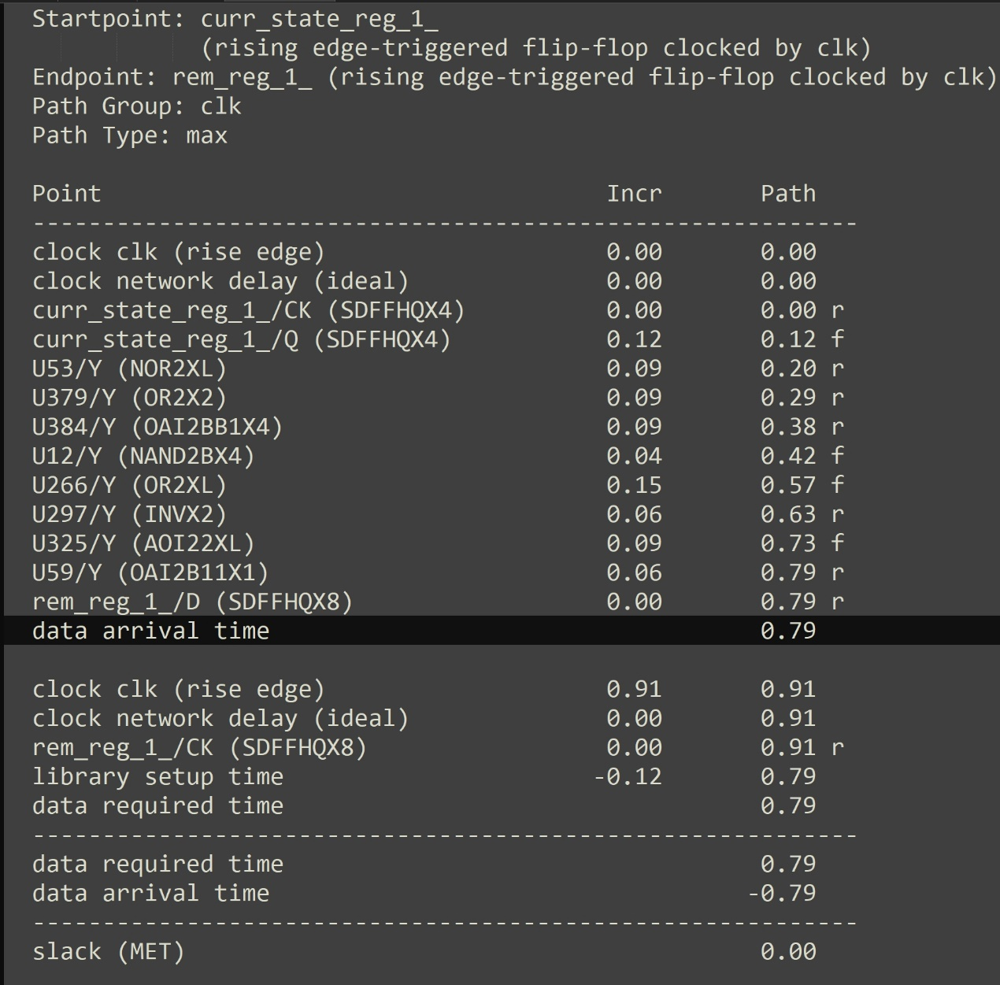 Startpoint: curr_state_reg_1_
(rising edge-triggered flip-flop clocked by clk)
Endpoint: rem_reg_1_ (rising edge-triggered flip-flop clocked by clk)
Path Group: clk
Path Type: max
Point Incr Path
-----------------------------------------------------------
clock clk (rise edge) 0.00 0.00
clock network delay (ideal) 0.00 0.00
curr_state_reg_1_/CK (SDFFHQX4) 0.00 0.00 r
curr_state_reg_1_/Q (SDFFHQX4) 0.12 0.12 f
U53/Y (NOR2XL) 0.09 0.20 r
U379/Y (OR2X2) 0.09 0.29 r
U384/Y (OAI2BB1X4) 0.09 0.38 r
U12/Y (NAND2BX4) 0.04 0.42 f
U266/Y (OR2XL) 0.15 0.57 f
U297/Y (INVX2) 0.06 0.63 r
U325/Y (AOI22XL) 0.09 0.73 f
U59/Y (OAI2B11X1) 0.06 0.79 r
rem_reg_1_/D (SDFFHQX8) 0.00 0.79 r
data arrival time 0.79
clock clk (rise edge) 0.91 0.91
clock network delay (ideal) 0.00 0.91
rem_reg_1_/CK (SDFFHQX8) 0.00 0.91 r
library setup time -0.12 0.79
data required time 0.79
-----------------------------------------------------------
data required time 0.79
data arrival time -0.79
-----------------------------------------------------------
slack (MET) 0.00